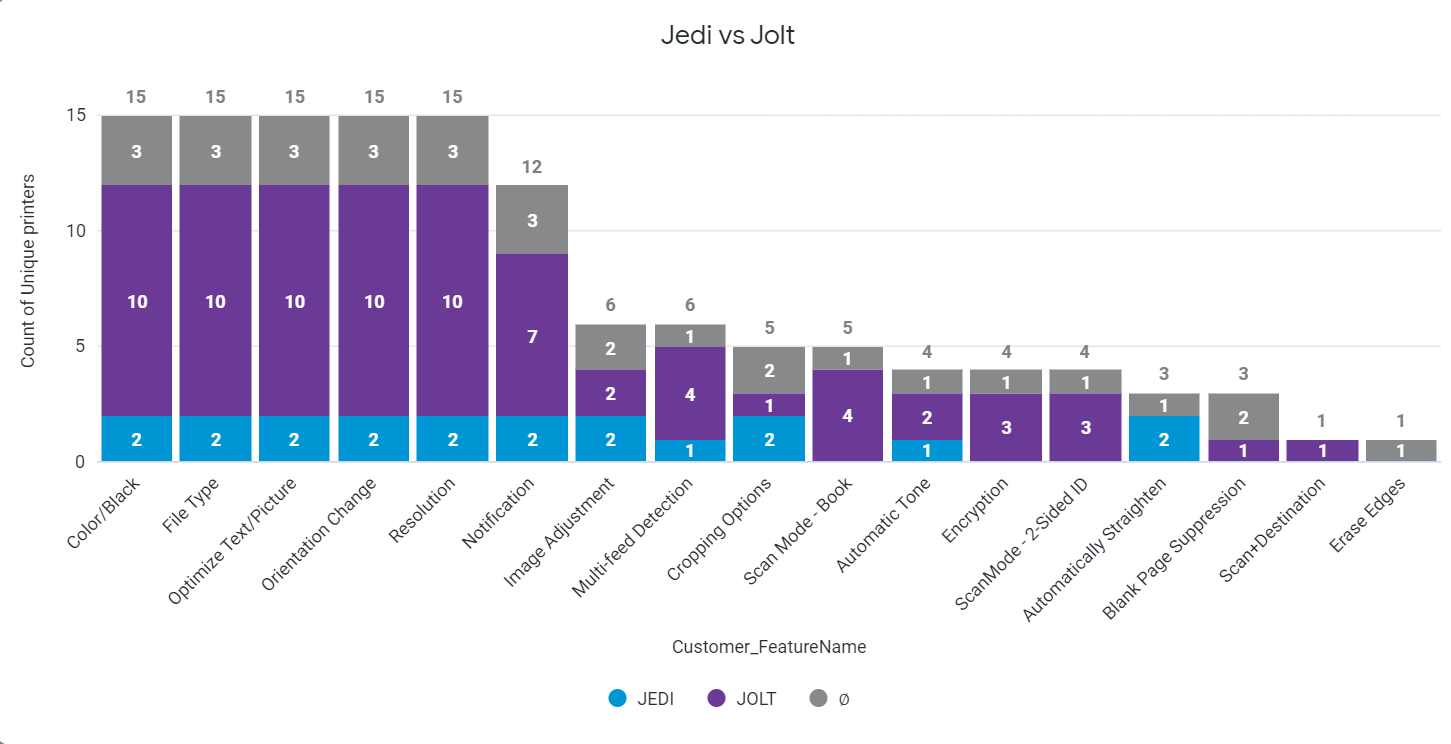 Jedi vs Jolt
Count of Unique printers
15
10
5
0
15 15 15 15 15 12 6 6 5 5 4 4 4 3 3 1 1
3 3 3 3 3 3 2 1 2 1 1 1 1 1 2 1
10 10 10 10 10 7 2 4 1 4 2 3 3 1 1
2 2 2 2 2 2 2 1 2 1 2
Color/Black
File Type
Optimize Text/Picture
Orientation Change
Resolution
Notification
Image Adjustment
Multi-feed Detection
Cropping Options
Scan Mode - Book
Automatic Tone
Encryption
ScanMode - 2-Sided ID
Automatically Straighten
Blank Page Suppression
Scan+Destination
Erase Edges
Customer_FeatureName
JEDI JOLT ∅